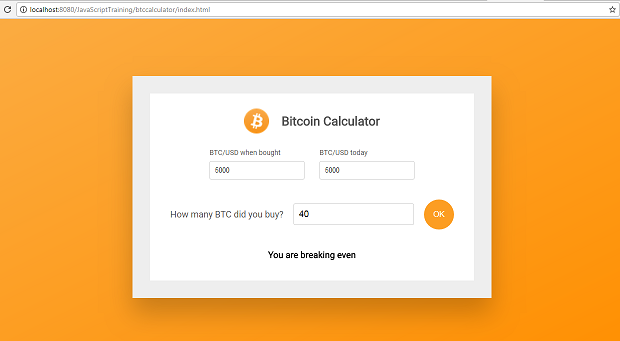 localhost:8080/JavaScriptTraining/btccalculator/index.html
Bitcoin Calculator
BTC/USD when bought BTC/USD today
6000 6000
How many BTC did you buy? 40 OK
You are breaking even